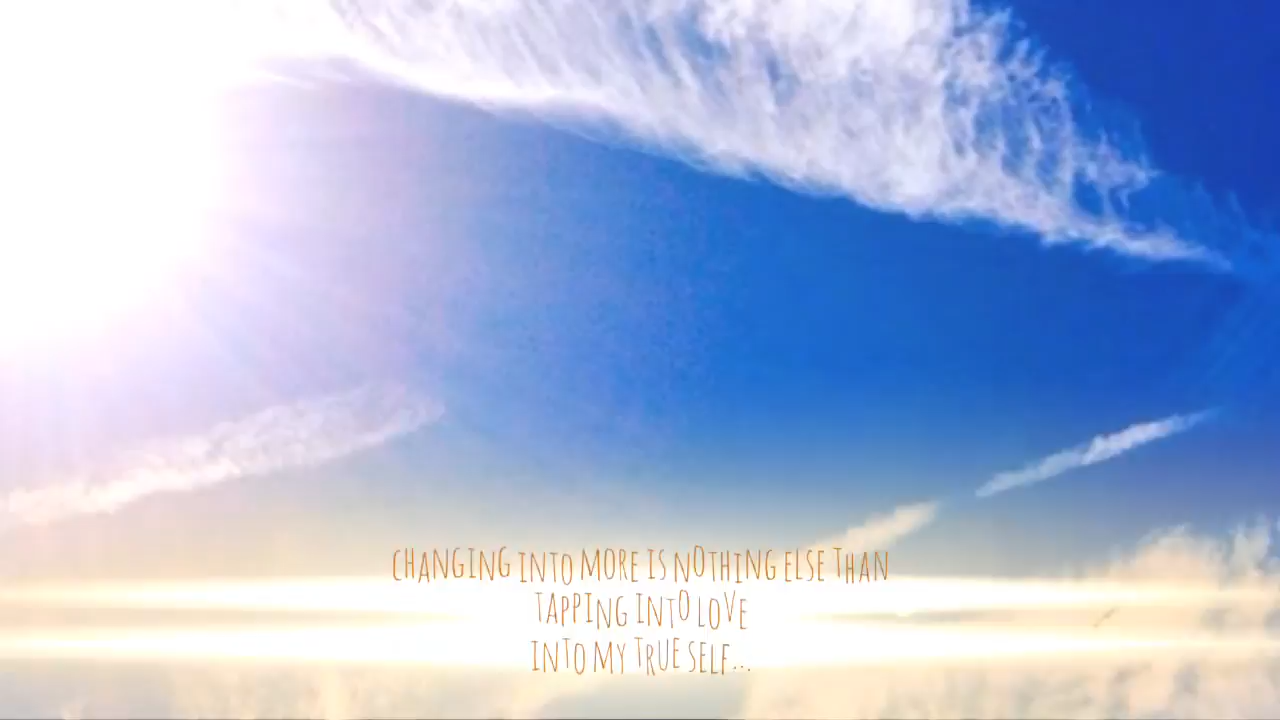 CHANGING INTO MORE IS NOTHING ELSE THAN
TAPPING INTO LOVE
INTO MY TRUE SELF...